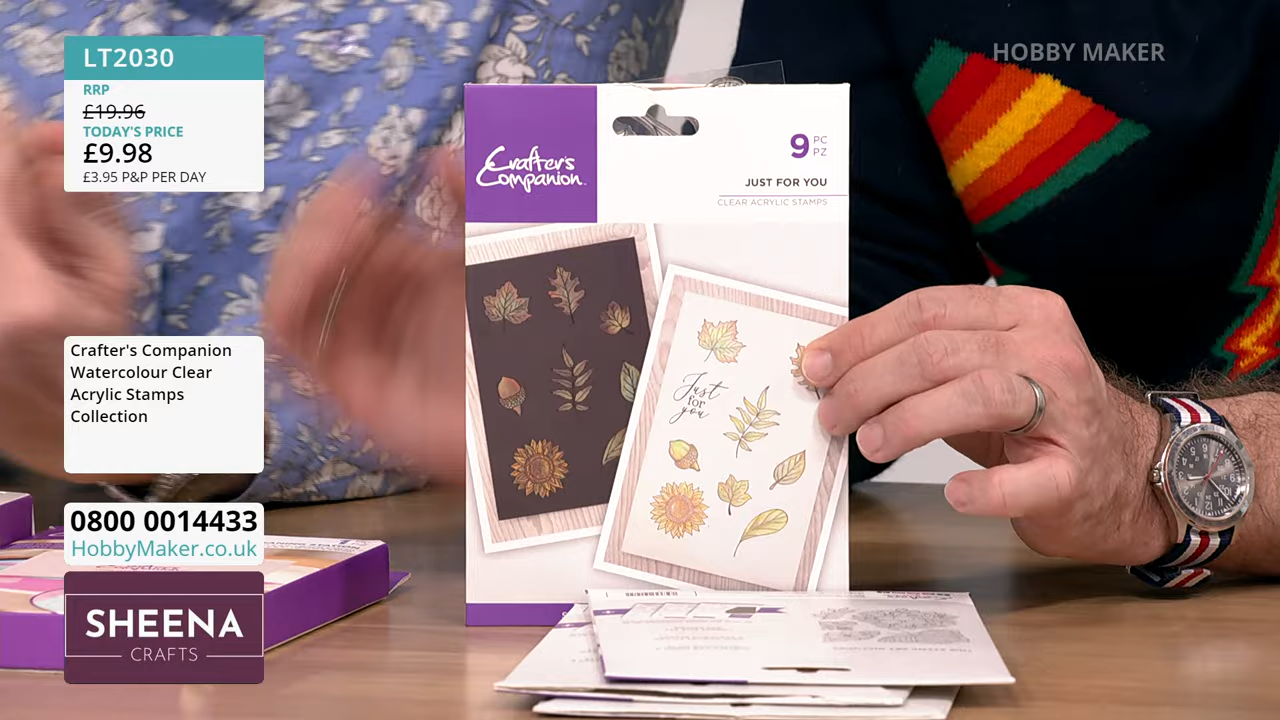 LT2030
RRP
£19.96
TODAY'S PRICE
£9.98
£3.95 P&P PER DAY
HOBBY MAKER
Crafter's
Companion
9 PC
PZ
JUST FOR YOU
CLEAR ACRYLIC STAMPS
Just
for
you
Crafter's Companion
Watercolour Clear
Acrylic Stamps
Collection
0800 0014433
HobbyMaker.co.uk
SHEENA
CRAFTS